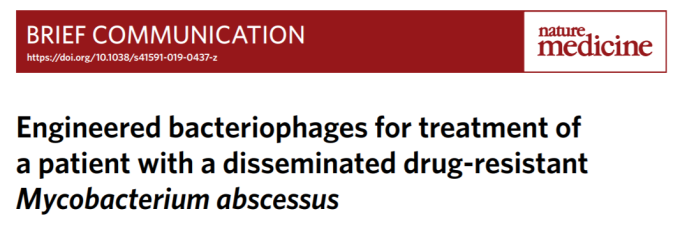 BRIEF COMMUNICATION
https://doi.org/10.1038/s41591-019-0437-z
nature
medicine
Engineered bacteriophages for treatment of
a patient with a disseminated drug-resistant
Mycobacterium abscessus